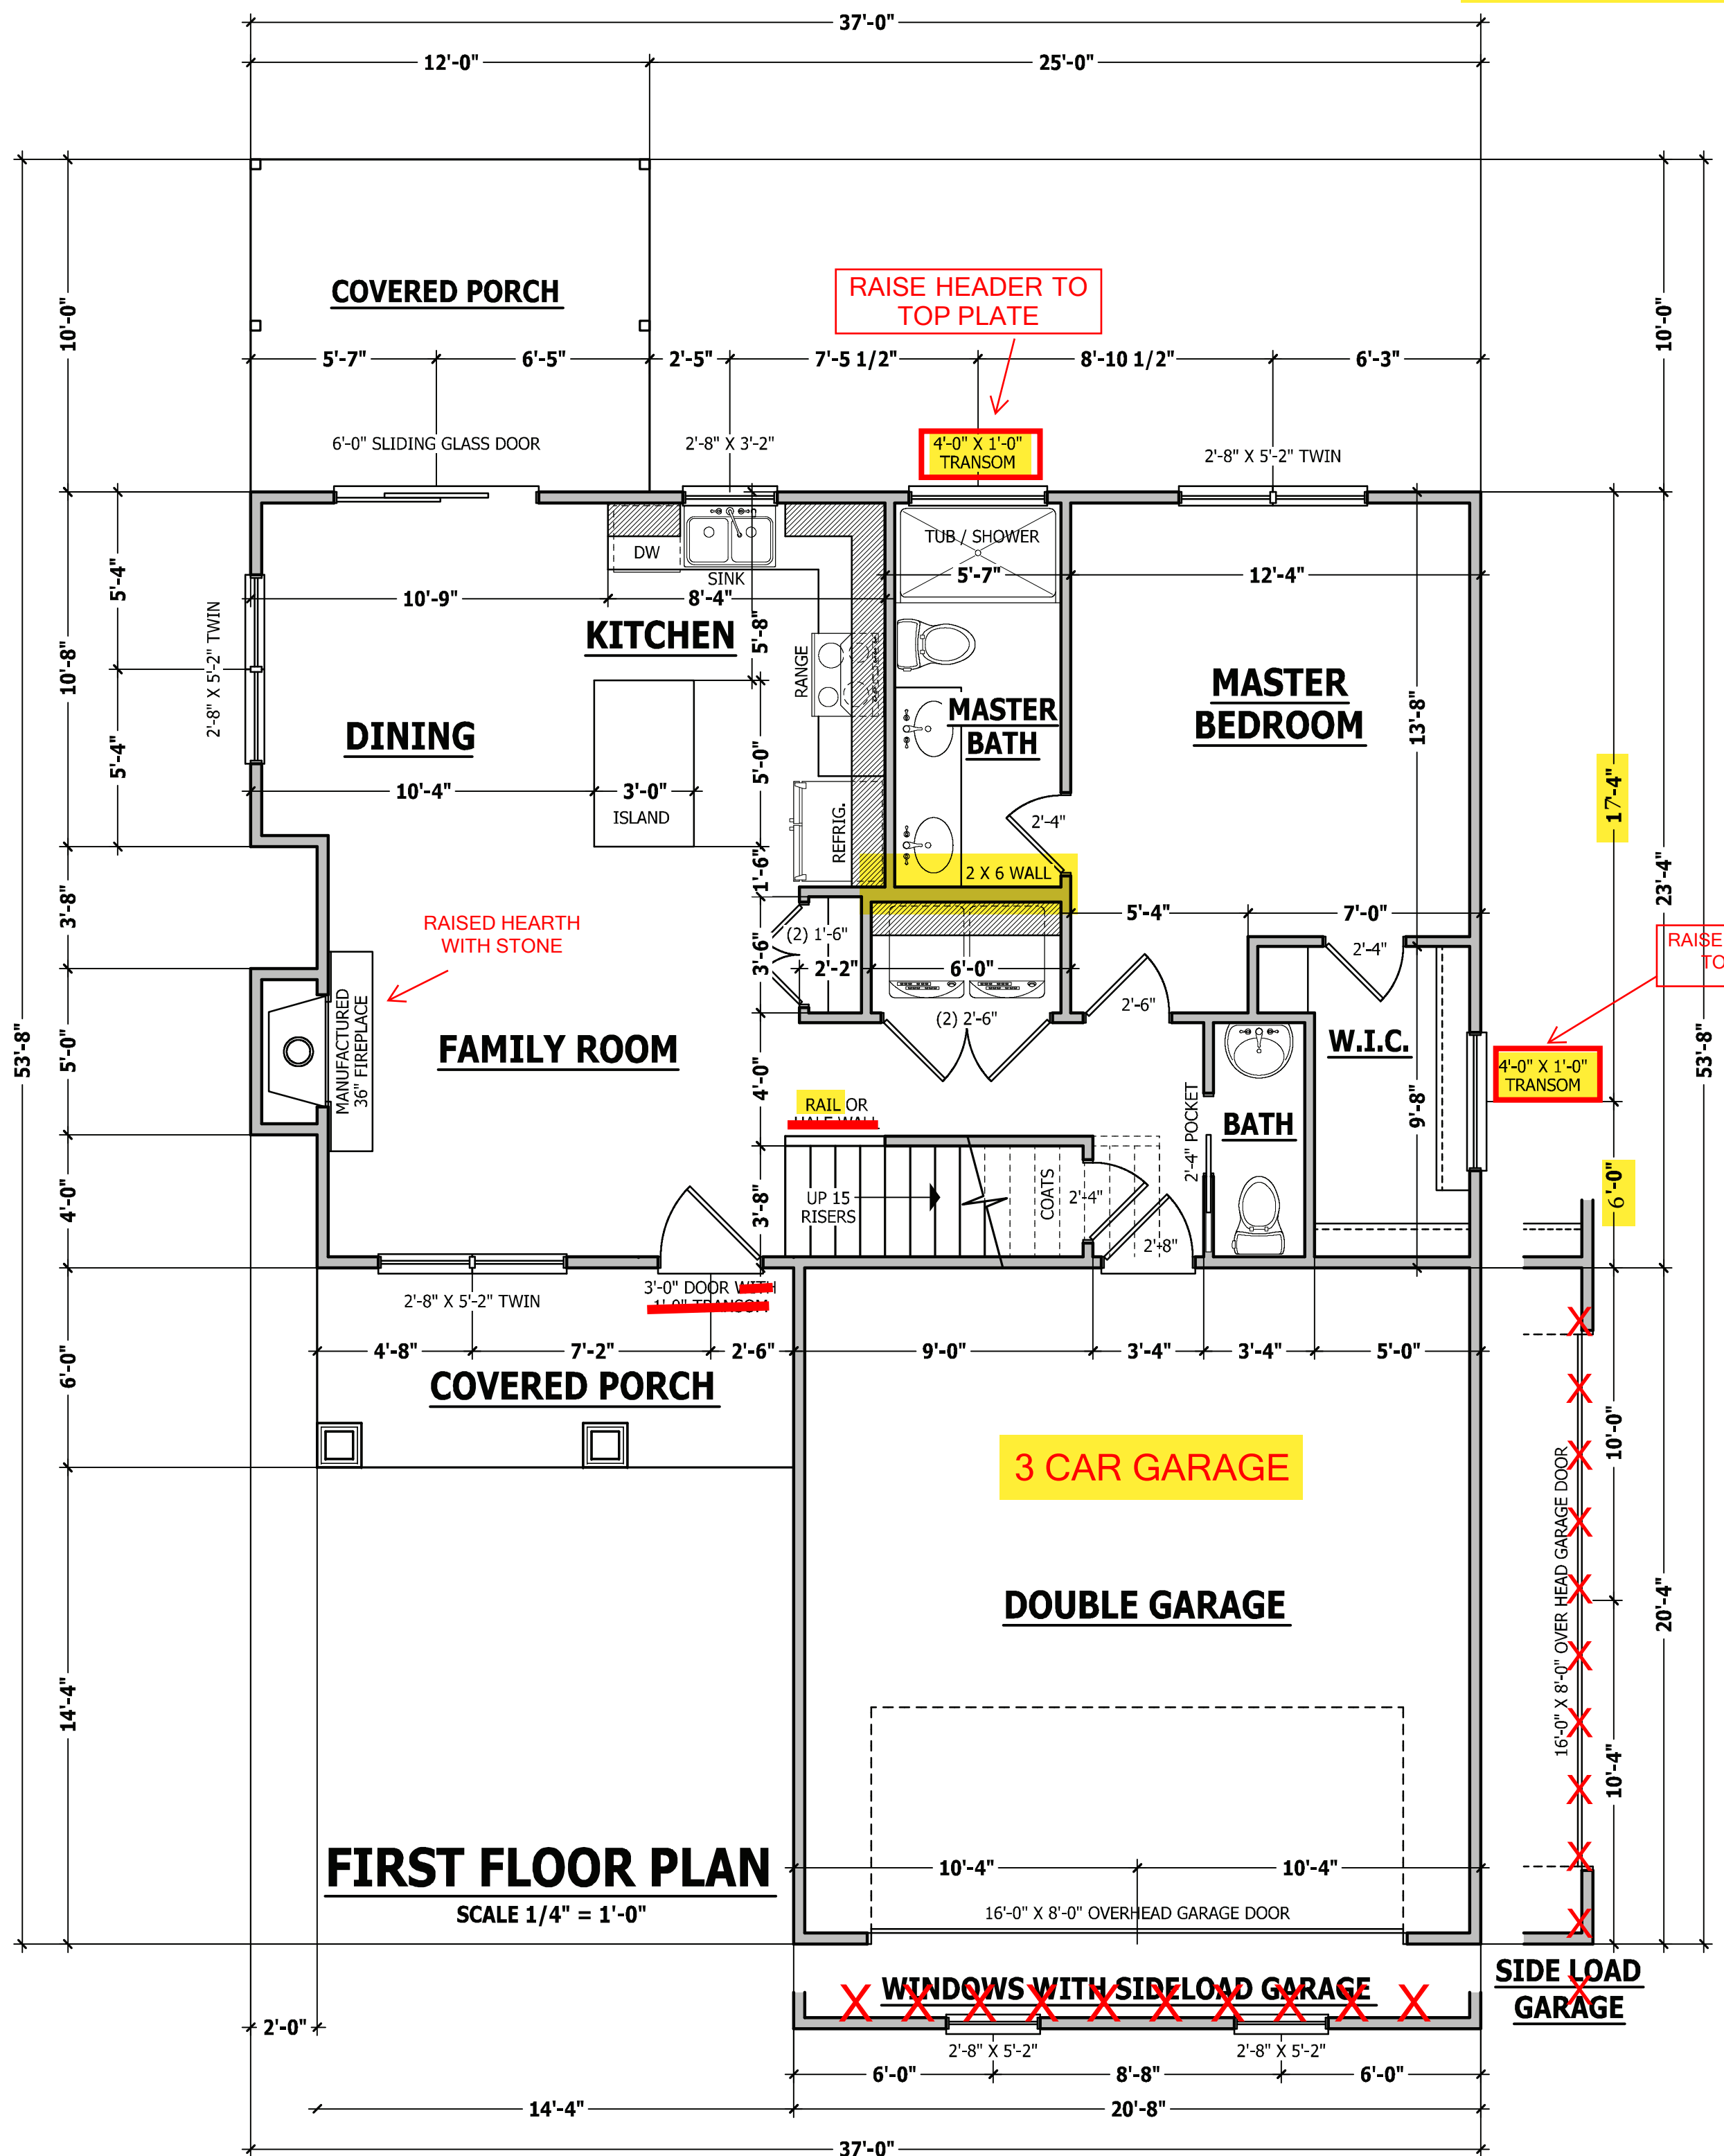 37'-0"
12'-0"
25'-0"
COVERED PORCH
RAISE HEADER TO
TOP PLATE
10'-0"
10'-0"
5'-7"
6'-5"
2'-5"
7'-5 1/2"
8'-10 1/2"
6'-3"
6'-0" SLIDING GLASS DOOR
2'-8" X 3'-2"
4'-0" X 1'-0"
TRANSOM
2'-8" X 5'-2" TWIN
DW
SINK
TUB / SHOWER
5'-7"
12'-4"
5'-4"
10'-9"
8'-4"
KITCHEN
5'-8"
2'-8" X 5'-2" TWIN
10'-8"
RANGE
MASTER
BEDROOM
MASTER
BATH
13'-8"
DINING
5'-4"
10'-4"
3'-0"
ISLAND
5'-0"
REFRIG.
2'-4"
17'-4"
23'-4"
1'-6"
2 X 6 WALL
3'-8"
RAISED HEARTH
WITH STONE
5'-4"
7'-0"
RAISE
TO
(2) 1'-6"
3'-6"
2'-2"
6'-0"
2'-4"
2'-6"
(2) 2'-6"
53'-8"
5'-0"
MANUFACTURED
36" FIREPLACE
FAMILY ROOM
W.I.C.
4'-0" X 1'-0"
TRANSOM
53'-8"
4'-0"
RAIL OR
HALF WALL
2'-4" POCKET
BATH
9'-8"
4'-0"
3'-8"
UP 15
RISERS
COATS
2'-4"
2'-8"
6'-0"
2'-8" X 5'-2" TWIN
3'-0" DOOR WITH
1'-0" TRANSOM
6'-0"
4'-8"
7'-2"
2'-6"
9'-0"
3'-4"
3'-4"
5'-0"
COVERED PORCH
X
X
X
X
X
X
X
X
X
X
10'-0"
3 CAR GARAGE
16'-0" X 8'-0" OVER HEAD GARAGE DOOR
DOUBLE GARAGE
20'-4"
14'-4"
10'-4"
FIRST FLOOR PLAN
SCALE 1/4" = 1'-0"
10'-4"
10'-4"
16'-0" X 8'-0" OVERHEAD GARAGE DOOR
WINDOWS WITH SIDELOAD GARAGE
X X X X X X X X X X
SIDE LOAD
X
GARAGE
2'-0"
2'-8" X 5'-2"
2'-8" X 5'-2"
6'-0"
8'-8"
6'-0"
14'-4"
20'-8"
37'-0"